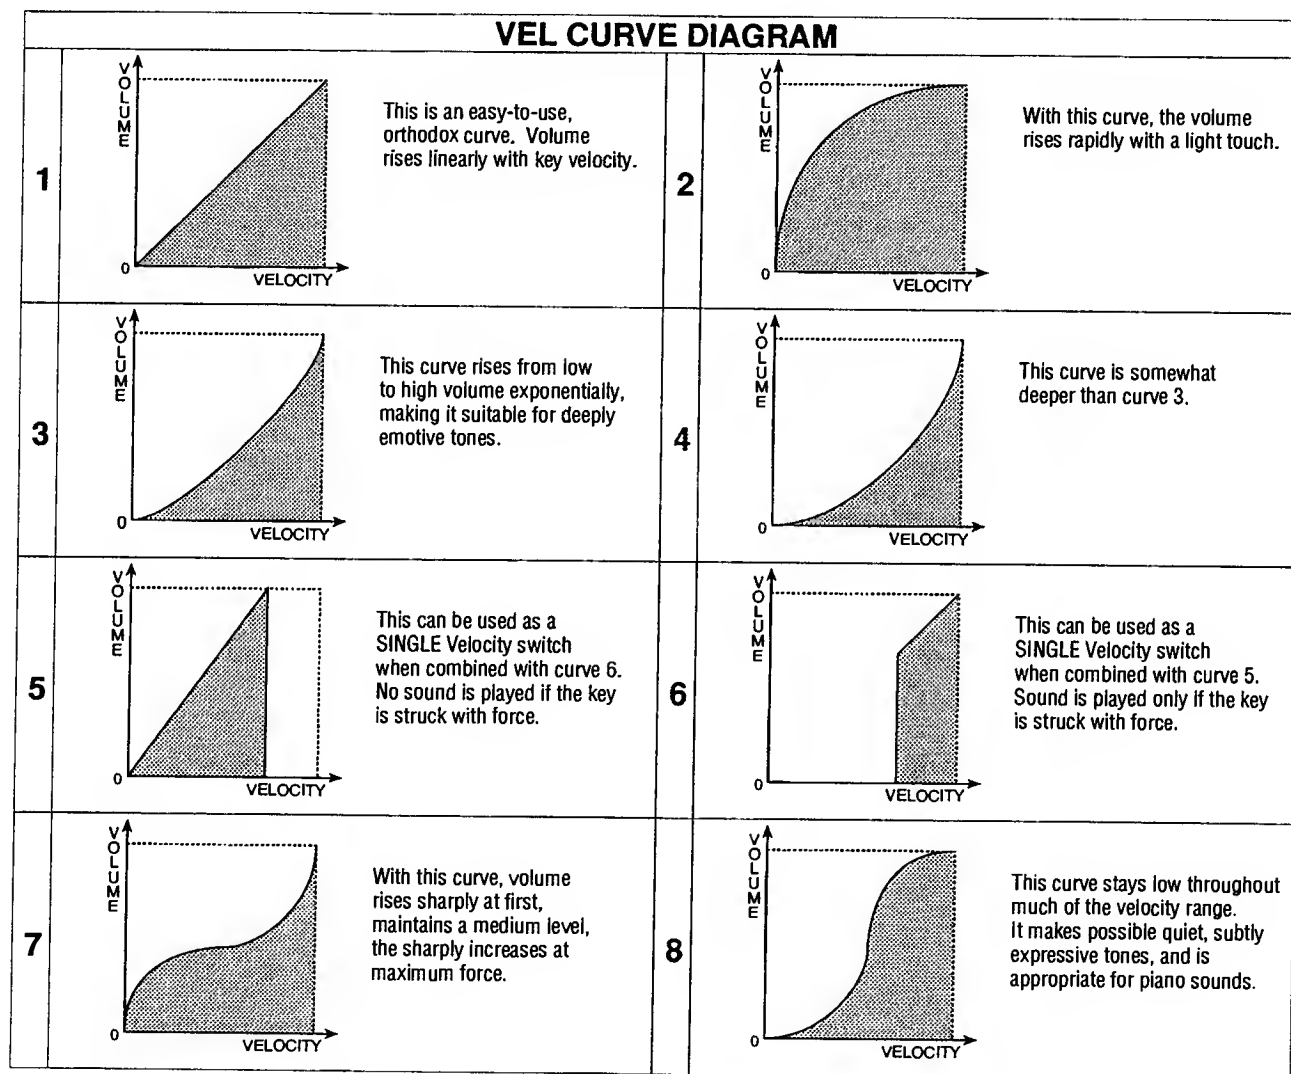 VEL CURVE DIAGRAM
1
VOLUME
0
VELOCITY
This is an easy-to-use,
orthodox curve. Volume
rises linearly with key velocity.
2
VOLUME
0
VELOCITY
With this curve, the volume
rises rapidly with a light touch.
3
VOLUME
0
VELOCITY
This curve rises from low
to high volume exponentially,
making it suitable for deeply
emotive tones.
4
VOLUME
0
VELOCITY
This curve is somewhat
deeper than curve 3.
5
VOLUME
0
VELOCITY
This can be used as a
SINGLE Velocity switch
when combined with curve 6.
No sound is played if the key
is struck with force.
6
VOLUME
0
VELOCITY
This can be used as a
SINGLE Velocity switch
when combined with curve 5.
Sound is played only if the key
is struck with force.
7
VOLUME
0
VELOCITY
With this curve, volume
rises sharply at first,
maintains a medium level,
the sharply increases at
maximum force.
8
VOLUME
0
VELOCITY
This curve stays low throughout
much of the velocity range.
It makes possible quiet, subtly
expressive tones, and is
appropriate for piano sounds.